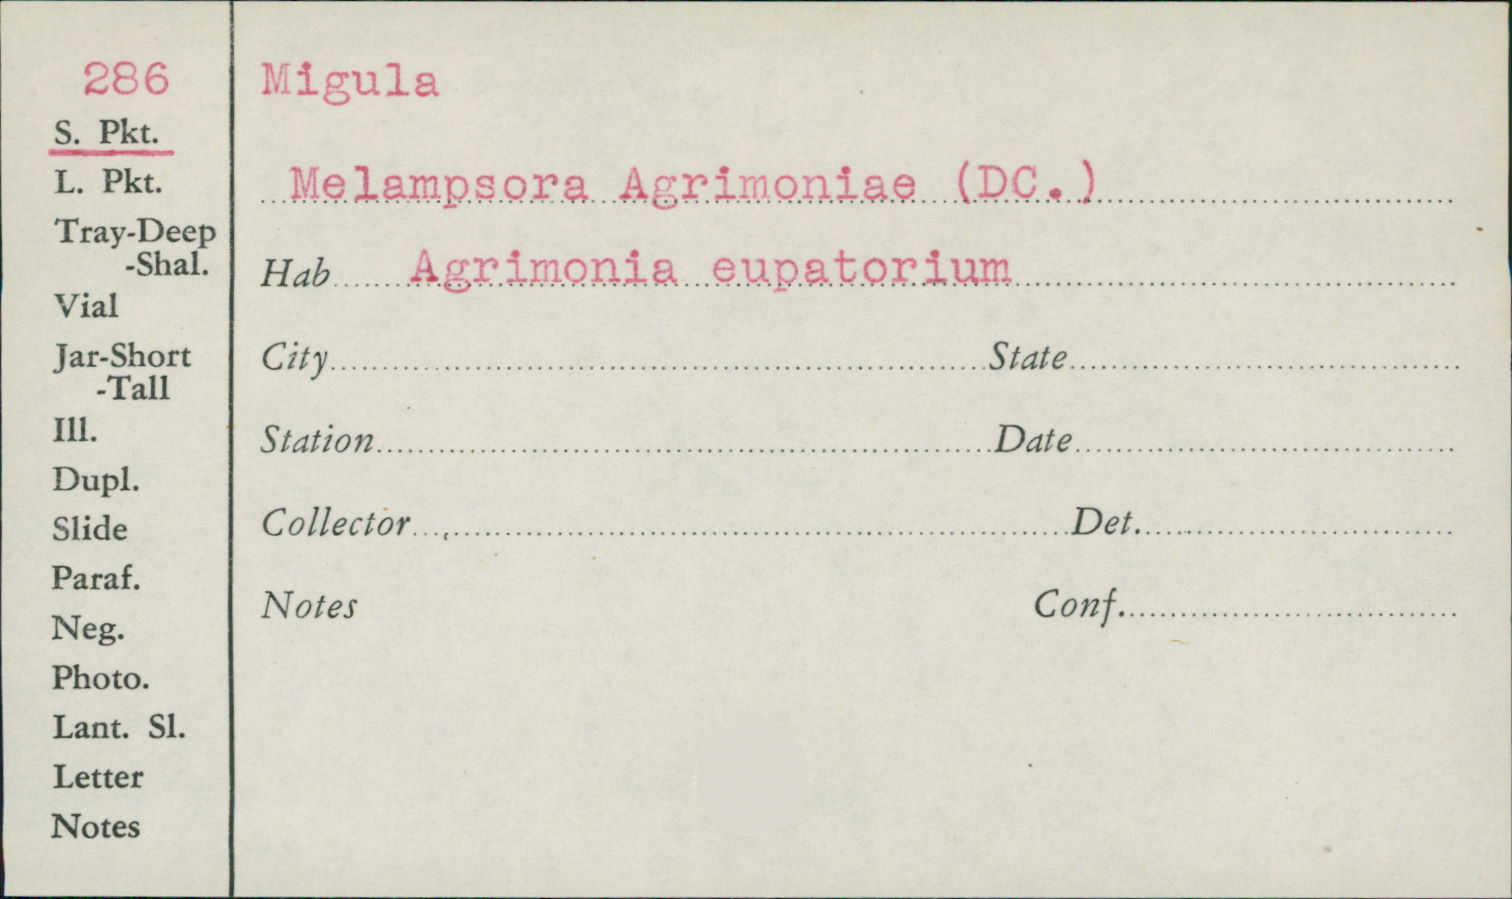 286
S. Pkt.
L. Pkt.
Tray-Deep
-Shal.
Vial
Jar-Short
-Tall
Ill.
Dupl.
Slide
Paraf.
Neg.
Photo.
Lant. Sl.
Letter
Notes
Migula
Melampsora Agrimoniae (DC.)
Hab Agrimonia eupatorium
City State
Station Date
Collector Det.
Notes Conf.